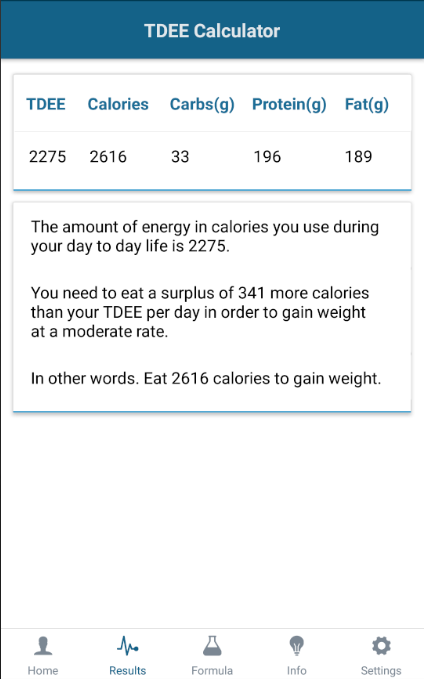 TDEE Calculator
TDEE Calories Carbs(g) Protein(g) Fat(g)
2275 2616 33 196 189
The amount of energy in calories you use during
your day to day life is 2275.
You need to eat a surplus of 341 more calories
than your TDEE per day in order to gain weight
at a moderate rate.
In other words. Eat 2616 calories to gain weight.
Home Results Formula Info Settings